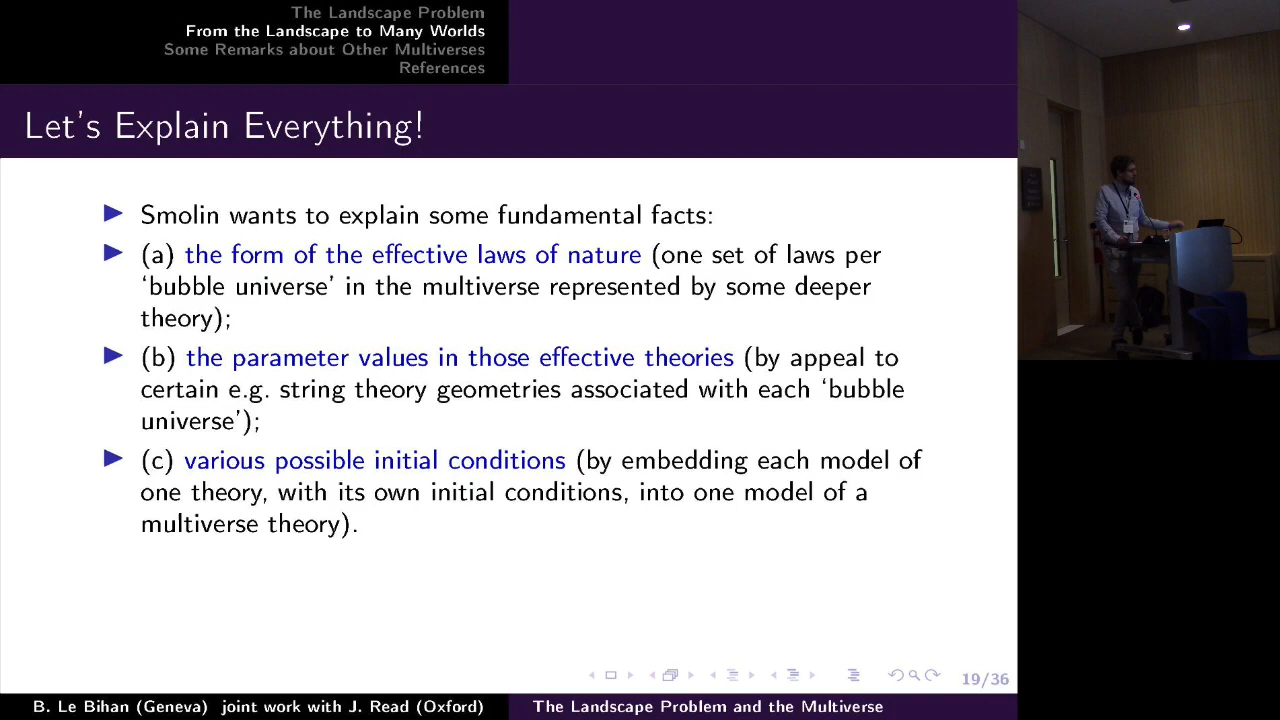 The Landscape Problem
From the Landscape to Many Worlds
Some Remarks about Other Multiverses
References
Let's Explain Everything!
Smolin wants to explain some fundamental facts:
(a) the form of the effective laws of nature (one set of laws per
‘bubble universe’ in the multiverse represented by some deeper
theory);
(b) the parameter values in those effective theories (by appeal to
certain e.g. string theory geometries associated with each ‘bubble
universe’);
(c) various possible initial conditions (by embedding each model of
one theory, with its own initial conditions, into one model of a
multiverse theory).
19/36
B. Le Bihan (Geneva) joint work with J. Read (Oxford) The Landscape Problem and the Multiverse